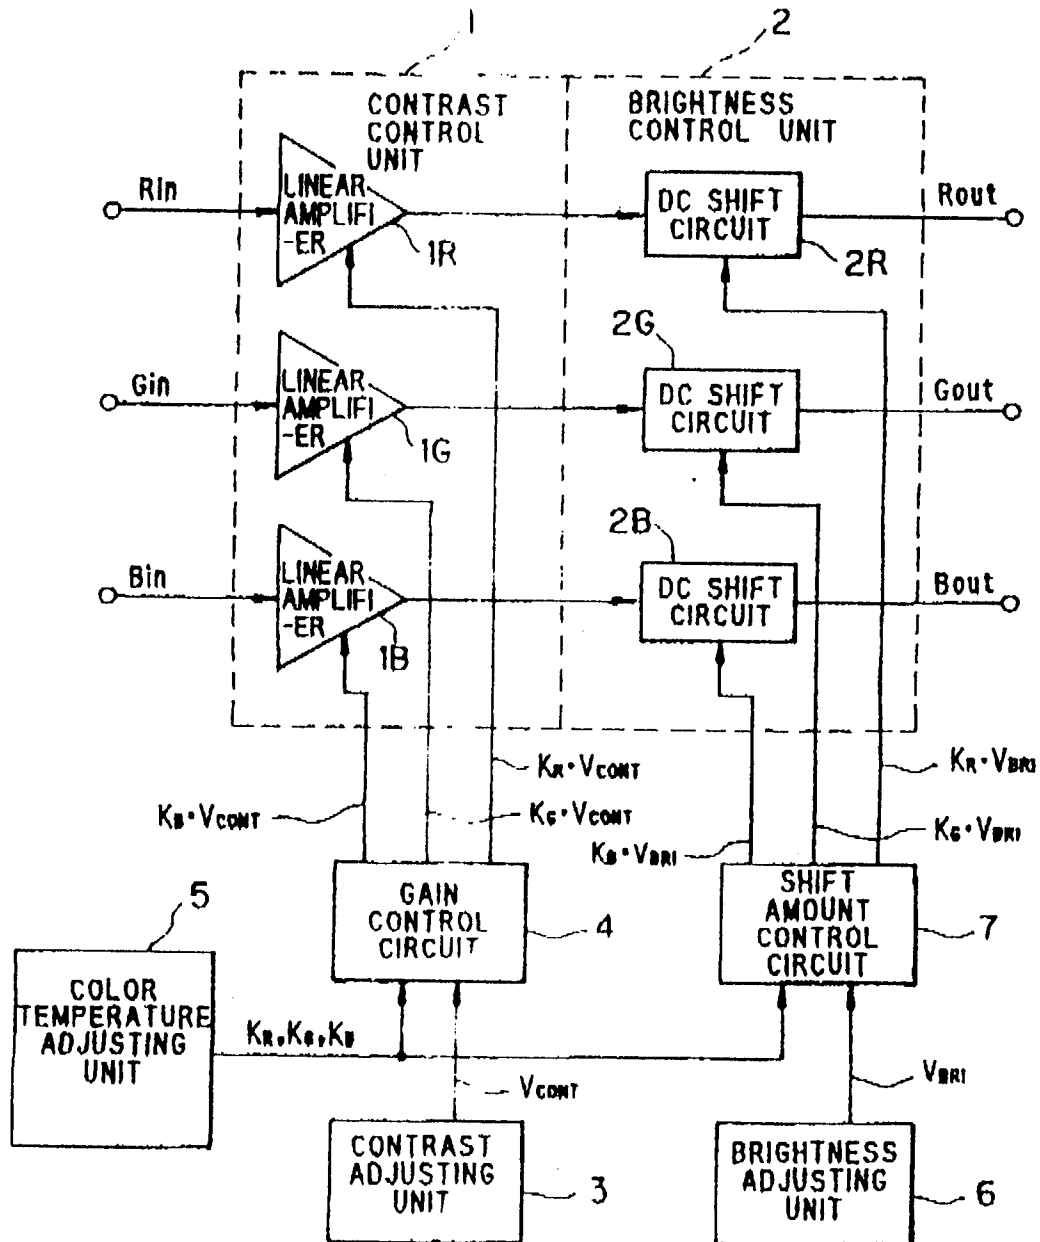 1
2
CONTRAST
CONTROL
UNIT
BRIGHTNESS
CONTROL UNIT
Rin
LINEAR
AMPLIFI
-ER
1R
DC SHIFT
CIRCUIT
2R
Rout
Gin
LINEAR
AMPLIFI
-ER
1G
2G
DC SHIFT
CIRCUIT
Gout
Bin
LINEAR
AMPLIFI
-ER
1B
2B
DC SHIFT
CIRCUIT
Bout
KR·VCONT
KB·VCONT
KG·VCONT
KR·VBRI
KG·VBRI
KB·VBRI
5
COLOR
TEMPERATURE
ADJUSTING
UNIT
GAIN
CONTROL
CIRCUIT
4
SHIFT
AMOUNT
CONTROL
CIRCUIT
7
KR,KG,KB
VCONT
VBRI
CONTRAST
ADJUSTING
UNIT
3
BRIGHTNESS
ADJUSTING
UNIT
6